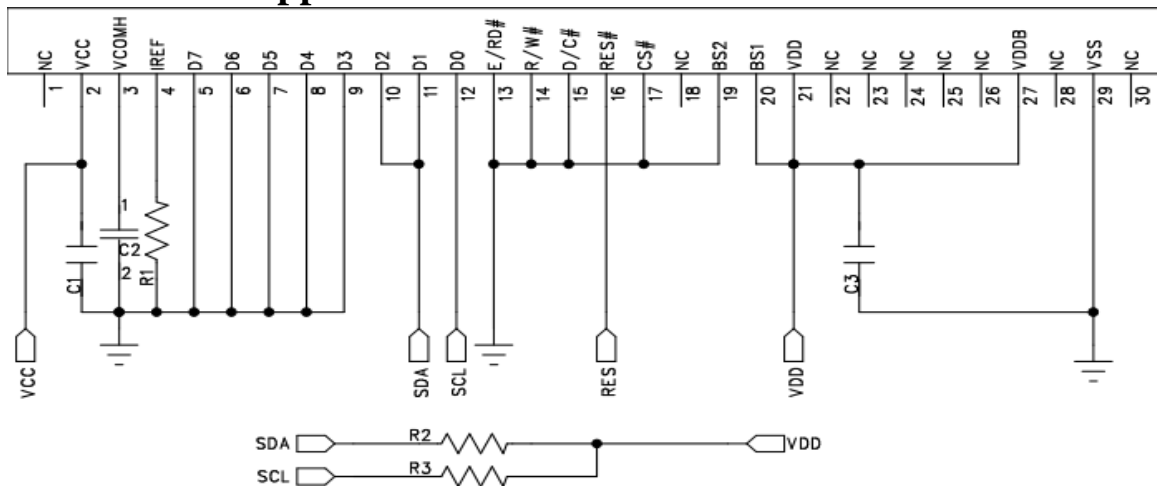 NC VCC VCOMH IREF D7 D6 D5 D4 D3 D2 D1 D0 E/RD# R/W# D/C# RES# CS# NC BS2 BS1 VDD NC NC NC NC NC VDDB NC VSS NC
1 2 3 4 5 6 7 8 9 10 11 12 13 14 15 16 17 18 19 20 21 22 23 24 25 26 27 28 29 30
1
C2
2
C1 R1 C3
VCC SDA SCL RES VDD
SDA R2 VDD
SCL R3